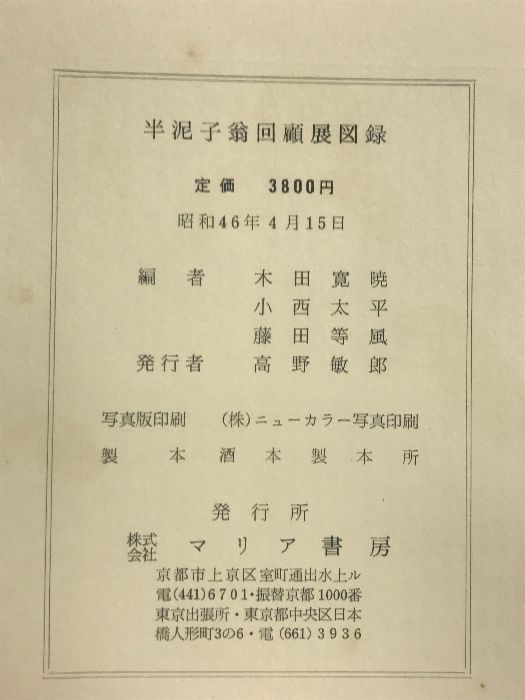 半泥子翁回顧展図録
定価 3800円
昭和46年4月15日
編者 木田寛暁
小西太平
藤田等風
発行者 高野敏郎
写真版印刷 (株)ニューカラー写真印刷
製本 酒本製本所
発行所
株式会社 マリア書房
京都市上京区室町通出水上ル
電(441)6701・振替京都1000番
東京出張所・東京都中央区日本
橋人形町3の6・電(661)3936